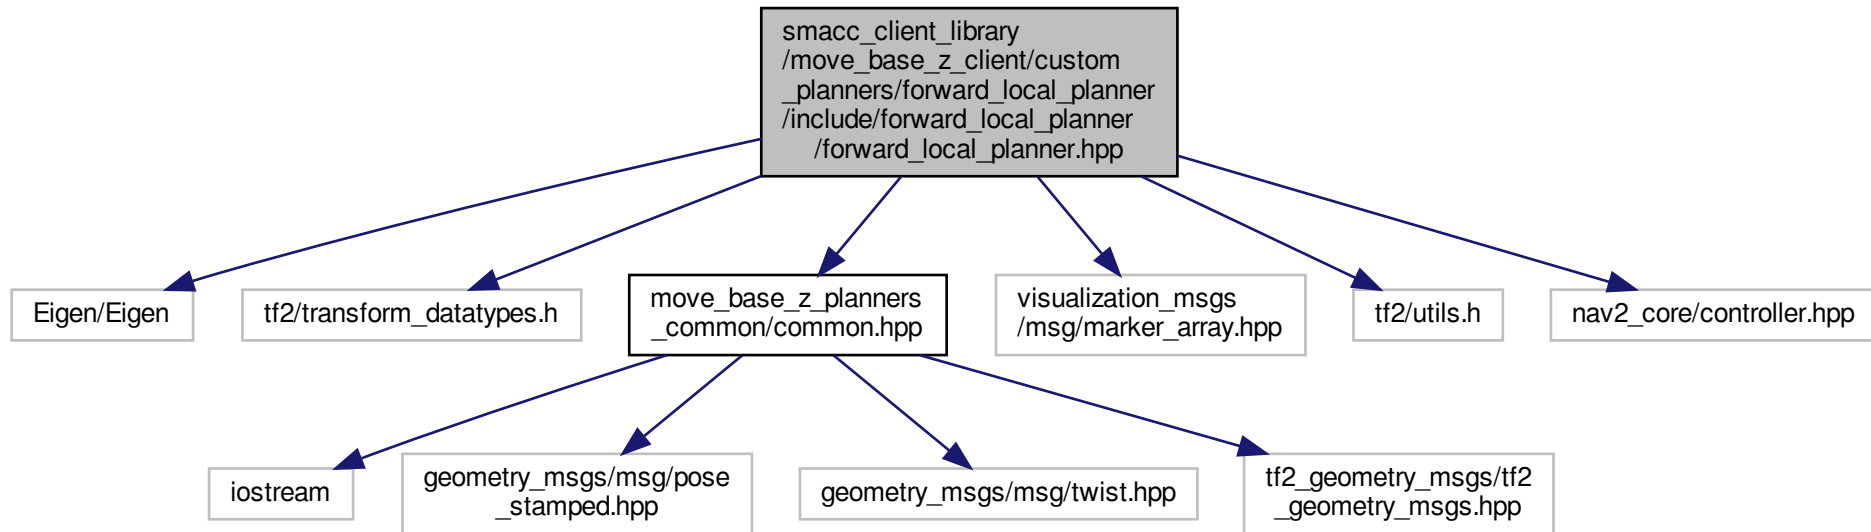 smacc_client_library
/move_base_z_client/custom
_planners/forward_local_planner
/include/forward_local_planner
/forward_local_planner.hpp
Eigen/Eigen
tf2/transform_datatypes.h
move_base_z_planners
_common/common.hpp
visualization_msgs
/msg/marker_array.hpp
tf2/utils.h
nav2_core/controller.hpp
iostream
geometry_msgs/msg/pose
_stamped.hpp
geometry_msgs/msg/twist.hpp
tf2_geometry_msgs/tf2
_geometry_msgs.hpp